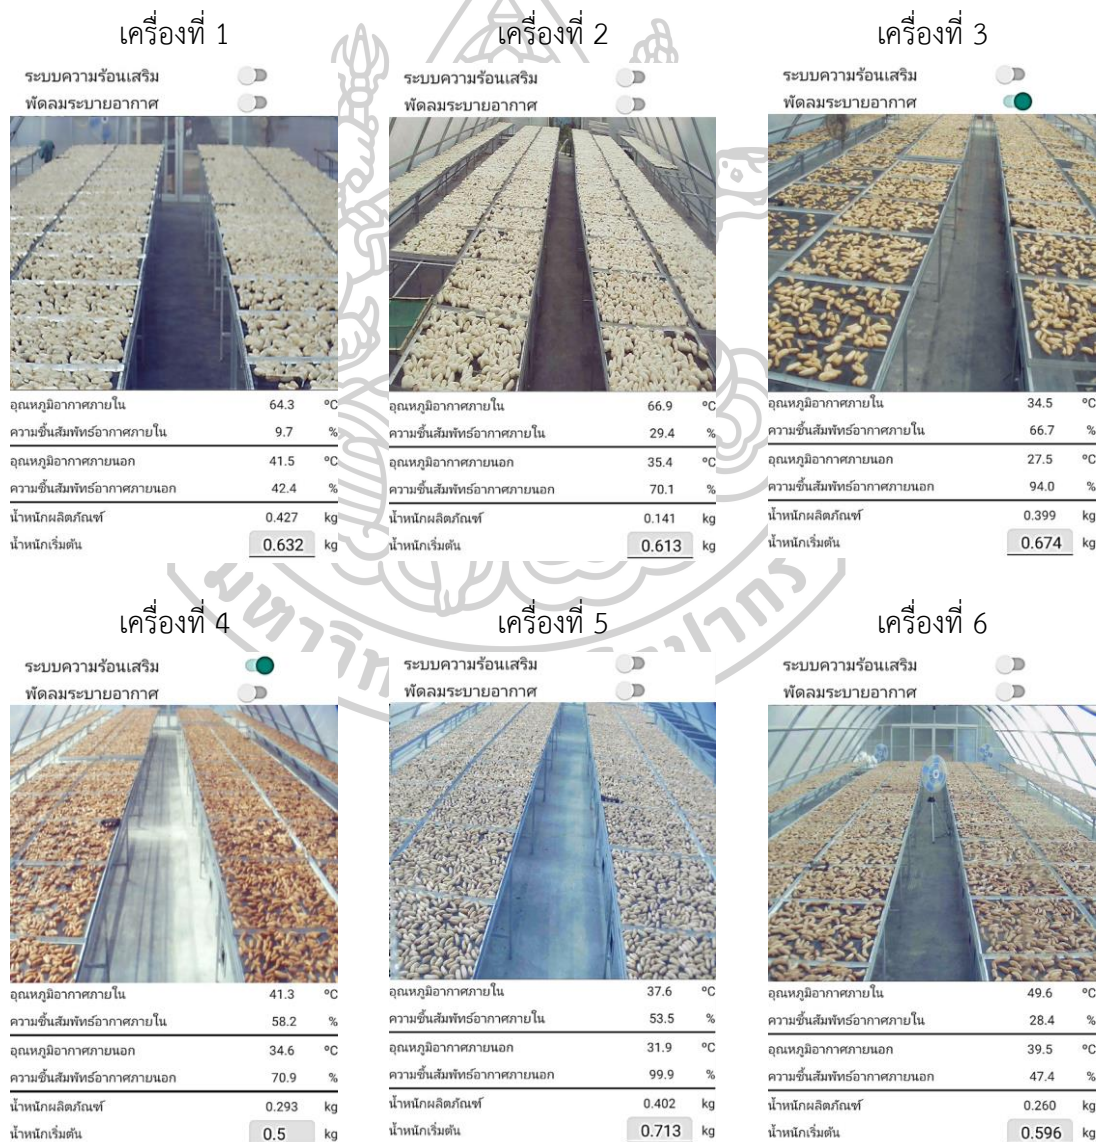 เครื่องที่ 1
ระบบความร้อนเสริม
พัดลมระบายอากาศ
อุณหภูมิอากาศภายใน 64.3 ºC
ความชื้นสัมพัทธ์อากาศภายใน 9.7 %
อุณหภูมิอากาศภายนอก 41.5 ºC
ความชื้นสัมพัทธ์อากาศภายนอก 42.4 %
น้ำหนักผลิตภัณฑ์ 0.427 kg
น้ำหนักเริ่มต้น 0.632 kg
เครื่องที่ 2
ระบบความร้อนเสริม
พัดลมระบายอากาศ
อุณหภูมิอากาศภายใน 66.9 ºC
ความชื้นสัมพัทธ์อากาศภายใน 29.4 %
อุณหภูมิอากาศภายนอก 35.4 ºC
ความชื้นสัมพัทธ์อากาศภายนอก 70.1 %
น้ำหนักผลิตภัณฑ์ 0.141 kg
น้ำหนักเริ่มต้น 0.613 kg
เครื่องที่ 3
ระบบความร้อนเสริม
พัดลมระบายอากาศ
อุณหภูมิอากาศภายใน 34.5 ºC
ความชื้นสัมพัทธ์อากาศภายใน 66.7 %
อุณหภูมิอากาศภายนอก 27.5 ºC
ความชื้นสัมพัทธ์อากาศภายนอก 94.0 %
น้ำหนักผลิตภัณฑ์ 0.399 kg
น้ำหนักเริ่มต้น 0.674 kg
เครื่องที่ 4
ระบบความร้อนเสริม
พัดลมระบายอากาศ
อุณหภูมิอากาศภายใน 41.3 ºC
ความชื้นสัมพัทธ์อากาศภายใน 58.2 %
อุณหภูมิอากาศภายนอก 34.6 ºC
ความชื้นสัมพัทธ์อากาศภายนอก 70.9 %
น้ำหนักผลิตภัณฑ์ 0.293 kg
น้ำหนักเริ่มต้น 0.5 kg
เครื่องที่ 5
ระบบความร้อนเสริม
พัดลมระบายอากาศ
อุณหภูมิอากาศภายใน 37.6 ºC
ความชื้นสัมพัทธ์อากาศภายใน 53.5 %
อุณหภูมิอากาศภายนอก 31.9 ºC
ความชื้นสัมพัทธ์อากาศภายนอก 99.9 %
น้ำหนักผลิตภัณฑ์ 0.402 kg
น้ำหนักเริ่มต้น 0.713 kg
เครื่องที่ 6
ระบบความร้อนเสริม
พัดลมระบายอากาศ
อุณหภูมิอากาศภายใน 49.6 ºC
ความชื้นสัมพัทธ์อากาศภายใน 28.4 %
อุณหภูมิอากาศภายนอก 39.5 ºC
ความชื้นสัมพัทธ์อากาศภายนอก 47.4 %
น้ำหนักผลิตภัณฑ์ 0.260 kg
น้ำหนักเริ่มต้น 0.596 kg